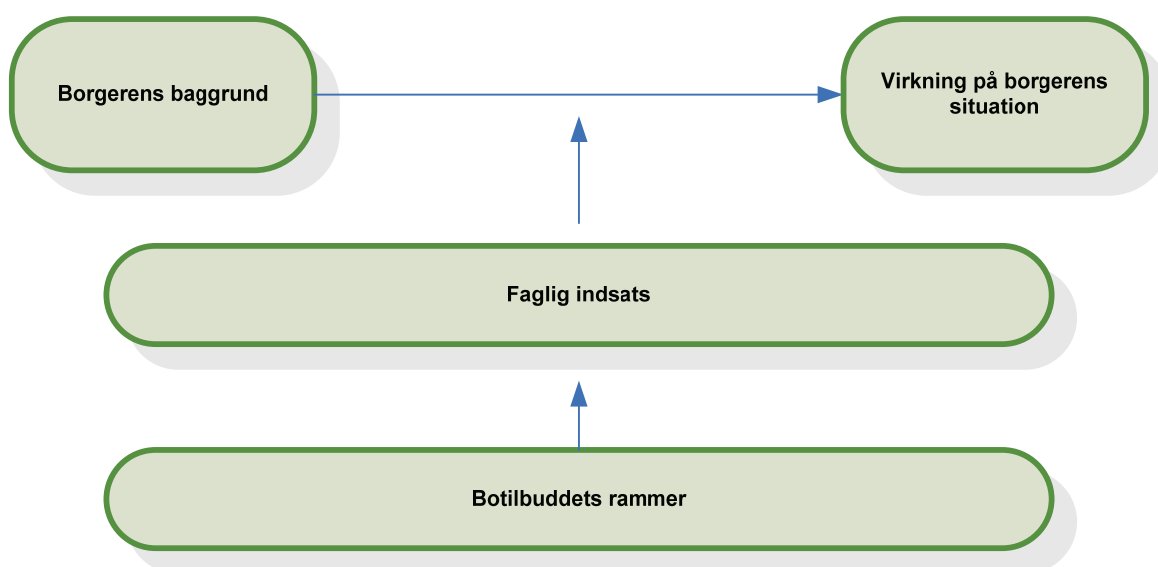 Borgerens baggrund
Virkning på borgerens
situation
Faglig indsats
Botilbuddets rammer